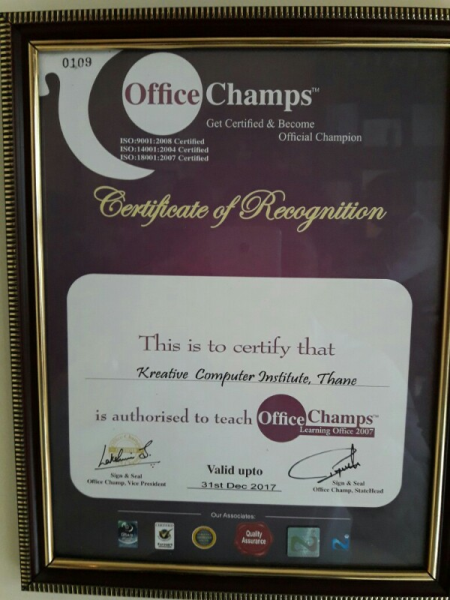 0109
Office Champs™
Get Certified & Become
Official Champion
ISO:9001:2008 Certified
ISO:14001:2004 Certified
ISO:18001:2007 Certified
Certificate of Recognition
This is to certify that
Kreative Computer Institute, Thane
is authorised to teach Office Champs™
Learning Office 2007
Valid upto
31st Dec 2017
Sign & Seal
Office Champ, Vice President
Sign & Seal
Office Champ, StateHead
Our Associates:
Quality
Assurance